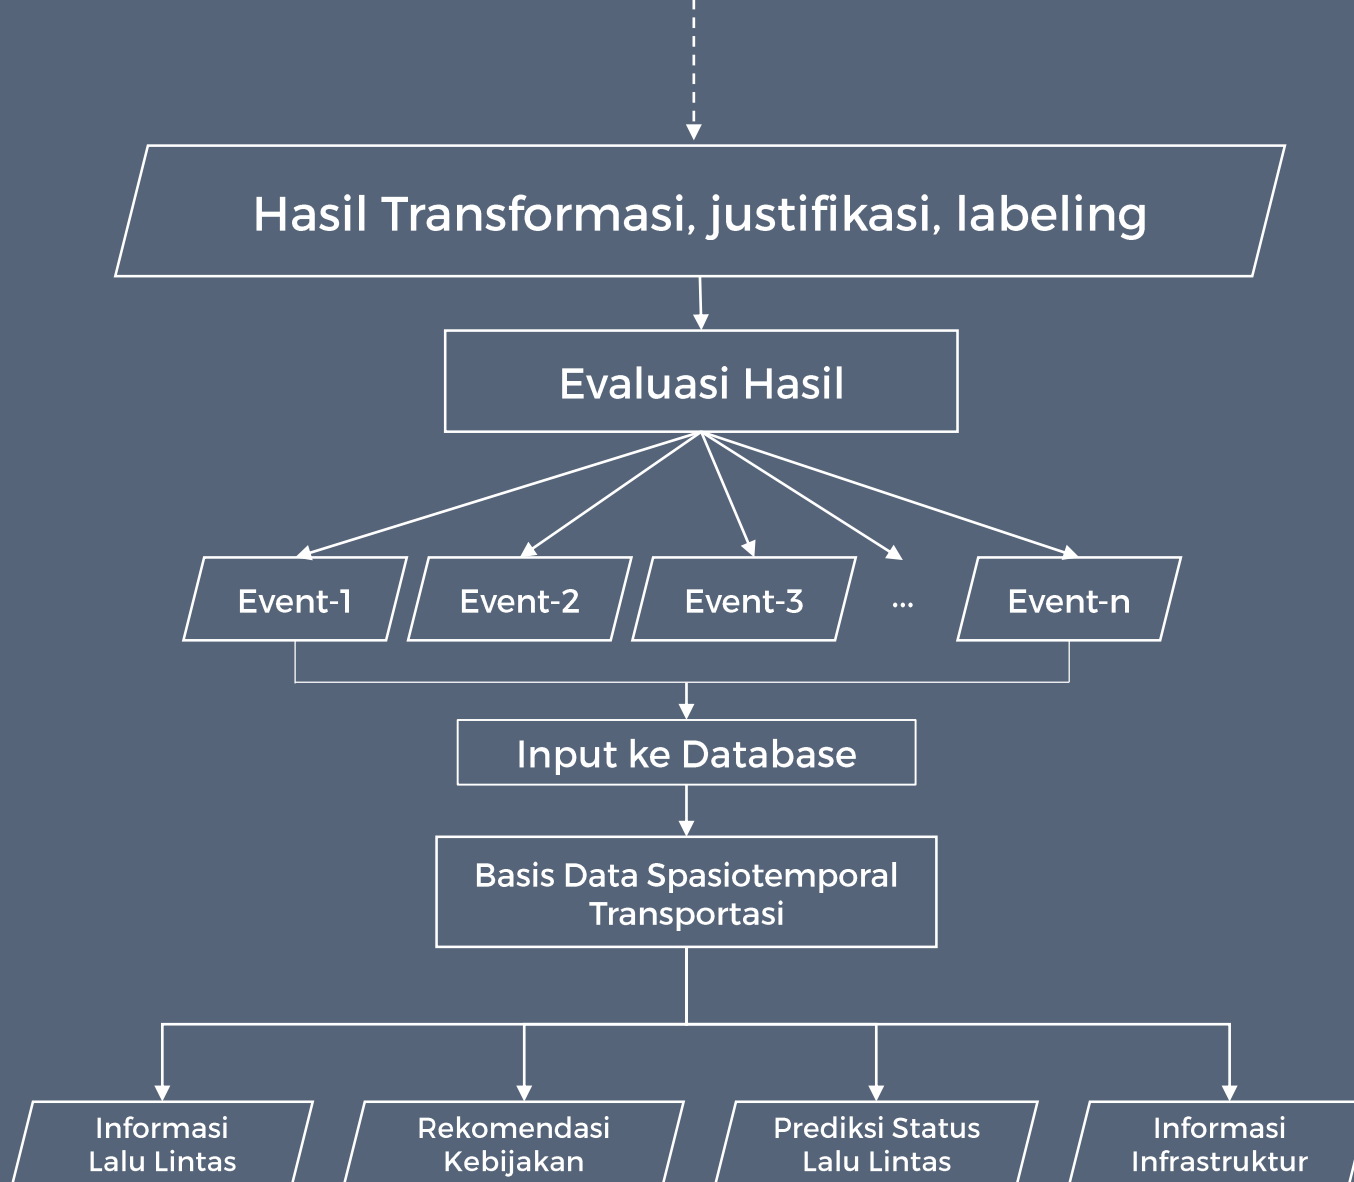 Hasil Transformasi, justifikasi, labeling
Evaluasi Hasil
Event-1
Event-2
Event-3
...
Event-n
Input ke Database
Basis Data Spasiotemporal
Transportasi
Informasi
Lalu Lintas
Rekomendasi
Kebijakan
Prediksi Status
Lalu Lintas
Informasi
Infrastruktur